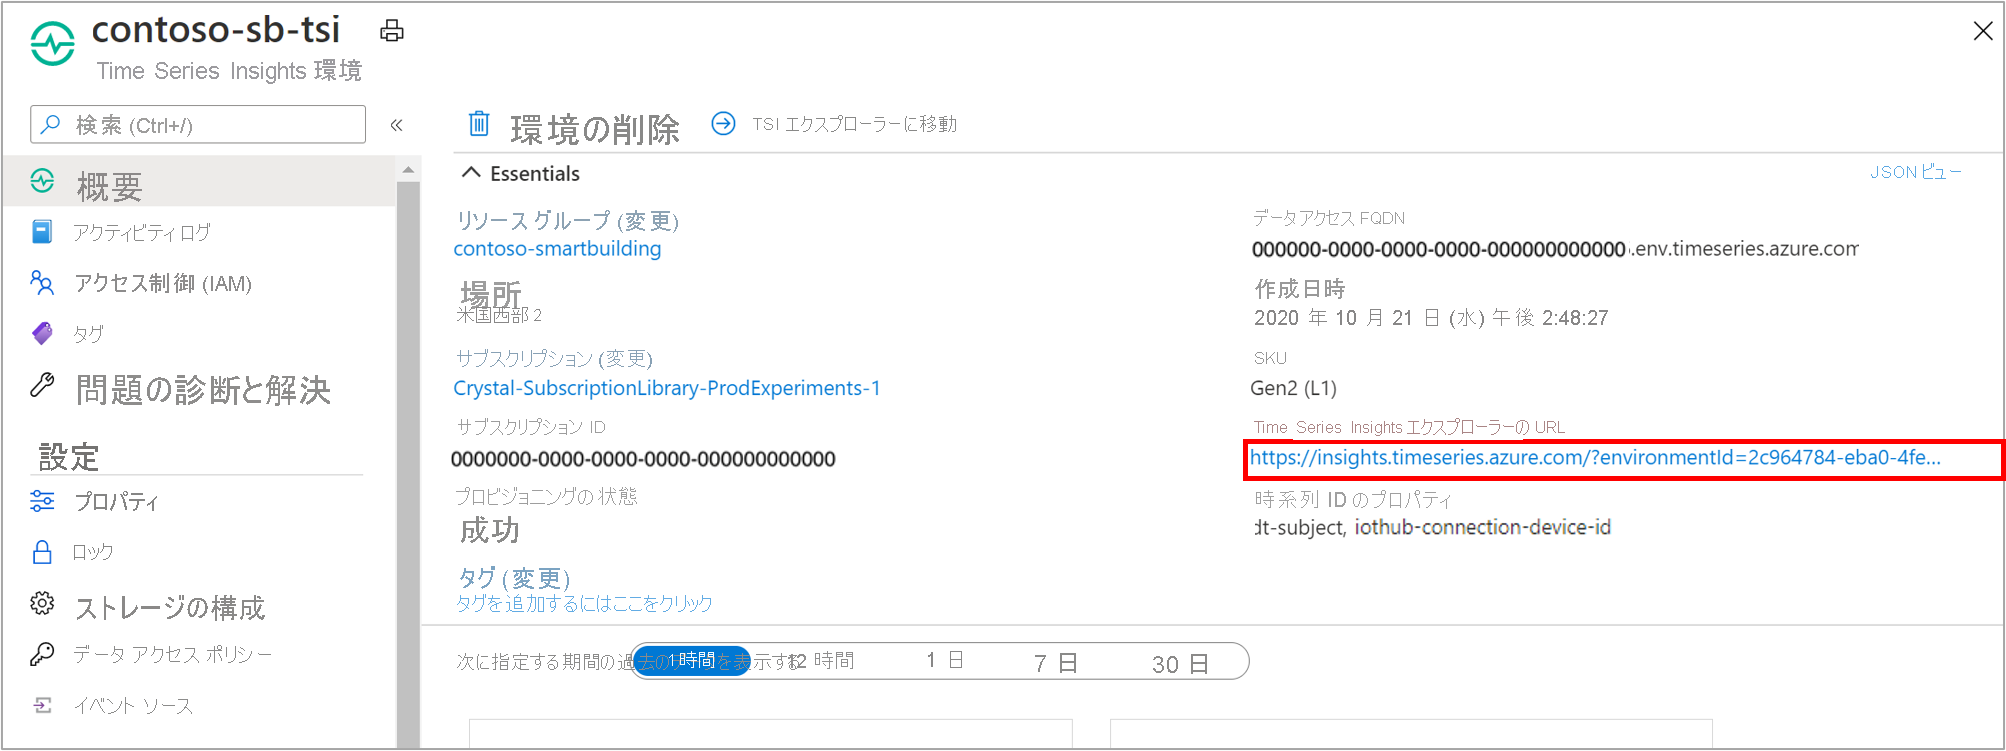 contoso-sb-tsi
Time Series Insights 環境
検索 (Ctrl+/)
«
概要
アクティビティ ログ
アクセス制御 (IAM)
タグ
問題の診断と解決
設定
プロパティ
ロック
ストレージの構成
データ アクセス ポリシー
イベント ソース
環境の削除
TSI エクスプローラーに移動
Essentials
JSON ビュー
リソース グループ (変更)
contoso-smartbuilding
場所
米国西部 2
サブスクリプション (変更)
Crystal-SubscriptionLibrary-ProdExperiments-1
サブスクリプション ID
0000000-0000-0000-0000-000000000000
プロビジョニングの状態
成功
タグ (変更)
タグを追加するにはここをクリック
データ アクセス FQDN
000000-0000-0000-0000-000000000000.env.timeseries.azure.com
作成日時
2020 年 10 月 21 日 (水) 午後 2:48:27
SKU
Gen2 (L1)
Time Series Insights エクスプローラーの URL
https://insights.timeseries.azure.com/?environmentId=2c964784-eba0-4fe...
時系列 ID のプロパティ
dt-subject, iothub-connection-device-id
次に指定する期間の過去の を表示する
1 時間
12 時間
1 日
7 日
30 日